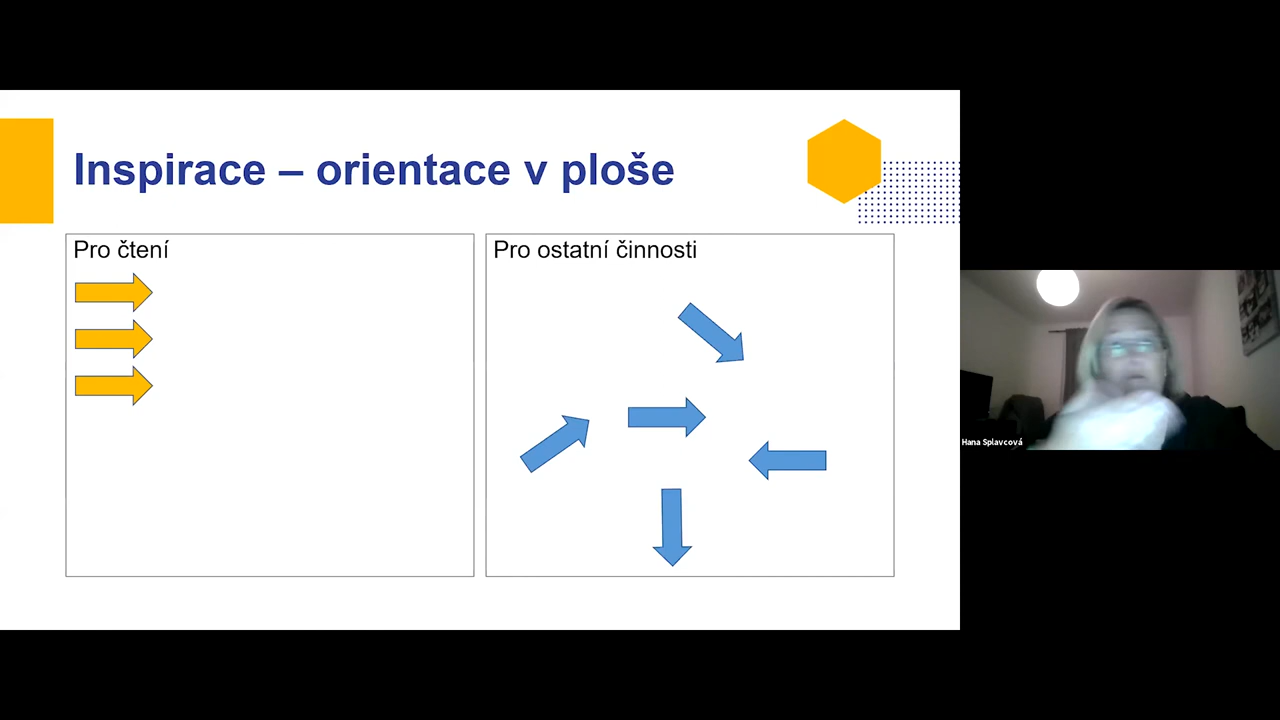 Inspirace – orientace v ploše
Pro čtení
Pro ostatní činnosti
Hana Splavcová